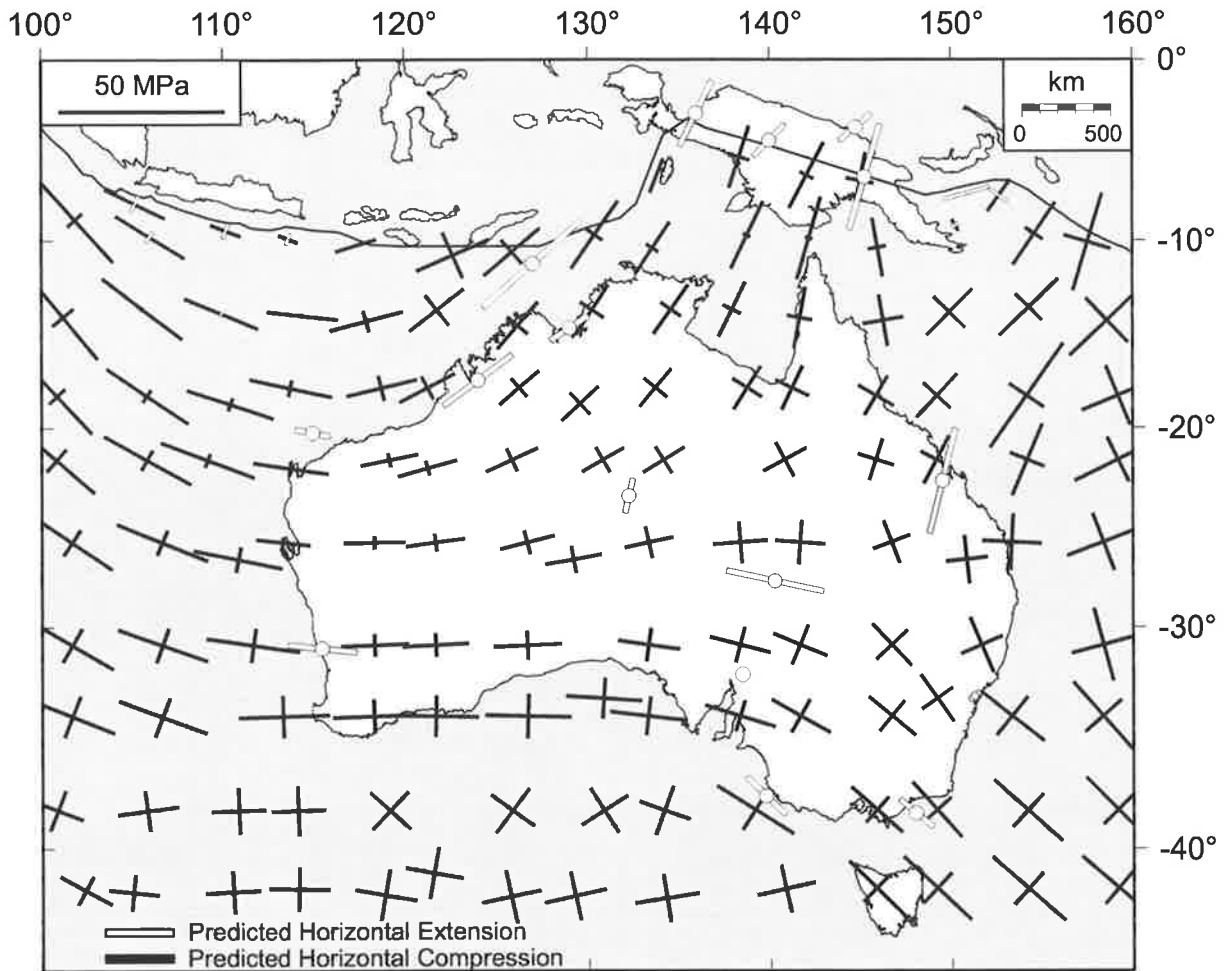 100° 110° 120° 130° 140° 150° 160°
0°
50 MPa
km
0 500
-10°
-20°
-30°
-40°
Predicted Horizontal Extension
Predicted Horizontal Compression